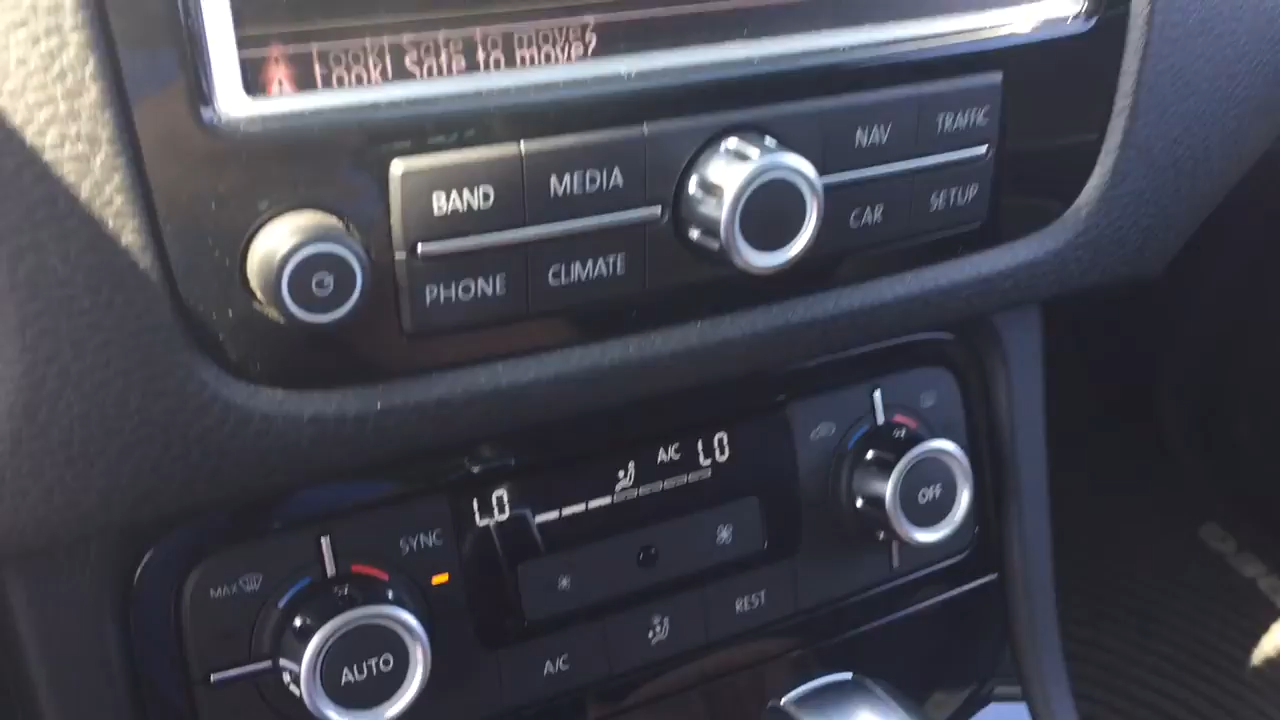 Look! Safe to move?
BAND
MEDIA
NAV
TRAFFIC
PHONE
CLIMATE
CAR
SETUP
LO
A/C
LO
OFF
MAX
SYNC
AUTO
A/C
REST